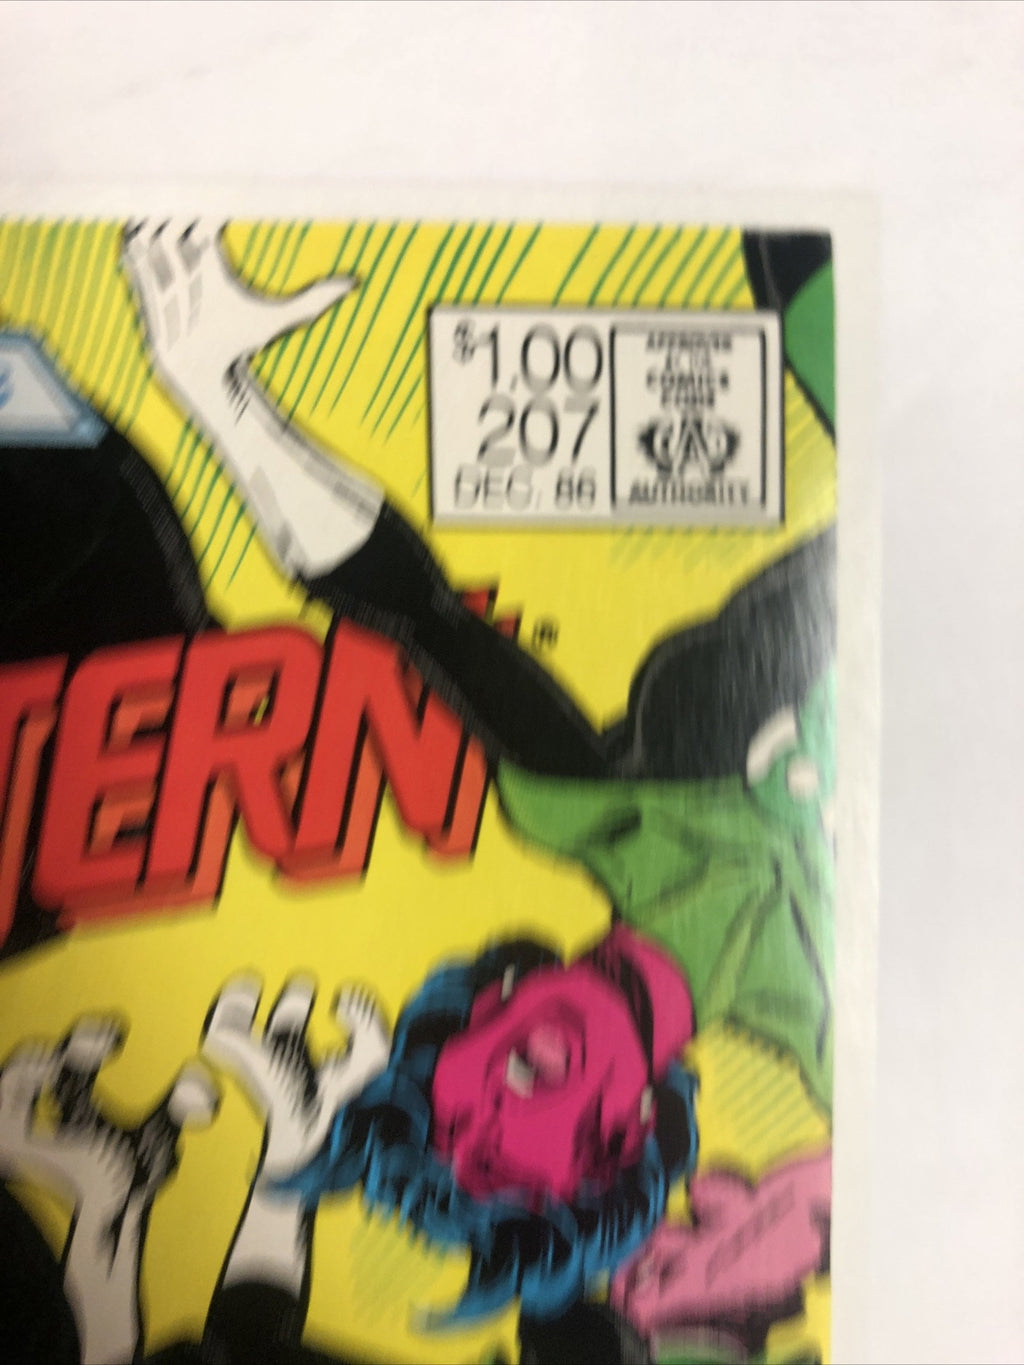 $1.00
207
DEC. 86
APPROVED
BY THE
COMICS
CODE
A
AUTHORITY
TERN
®